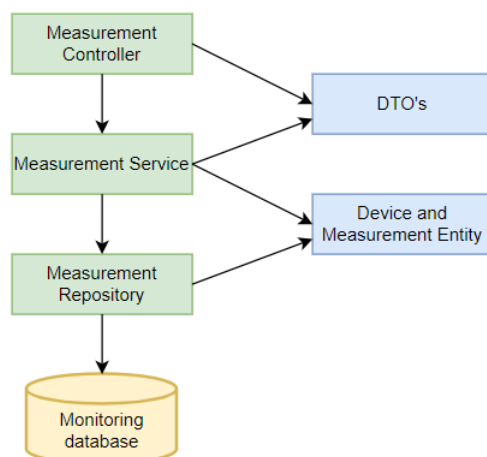 Measurement
Controller
DTO's
Measurement Service
Device and
Measurement Entity
Measurement
Repository
Monitoring
database